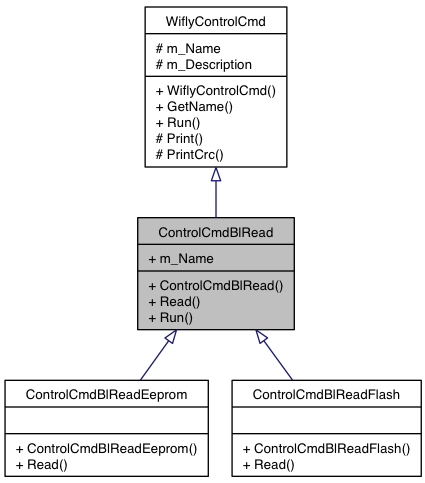 WiflyControlCmd
# m_Name
# m_Description
+ WiflyControlCmd()
+ GetName()
+ Run()
# Print()
# PrintCrc()
ControlCmdBlRead
+ m_Name
+ ControlCmdBlRead()
+ Read()
+ Run()
ControlCmdBlReadEeprom
+ ControlCmdBlReadEeprom()
+ Read()
ControlCmdBlReadFlash
+ ControlCmdBlReadFlash()
+ Read()